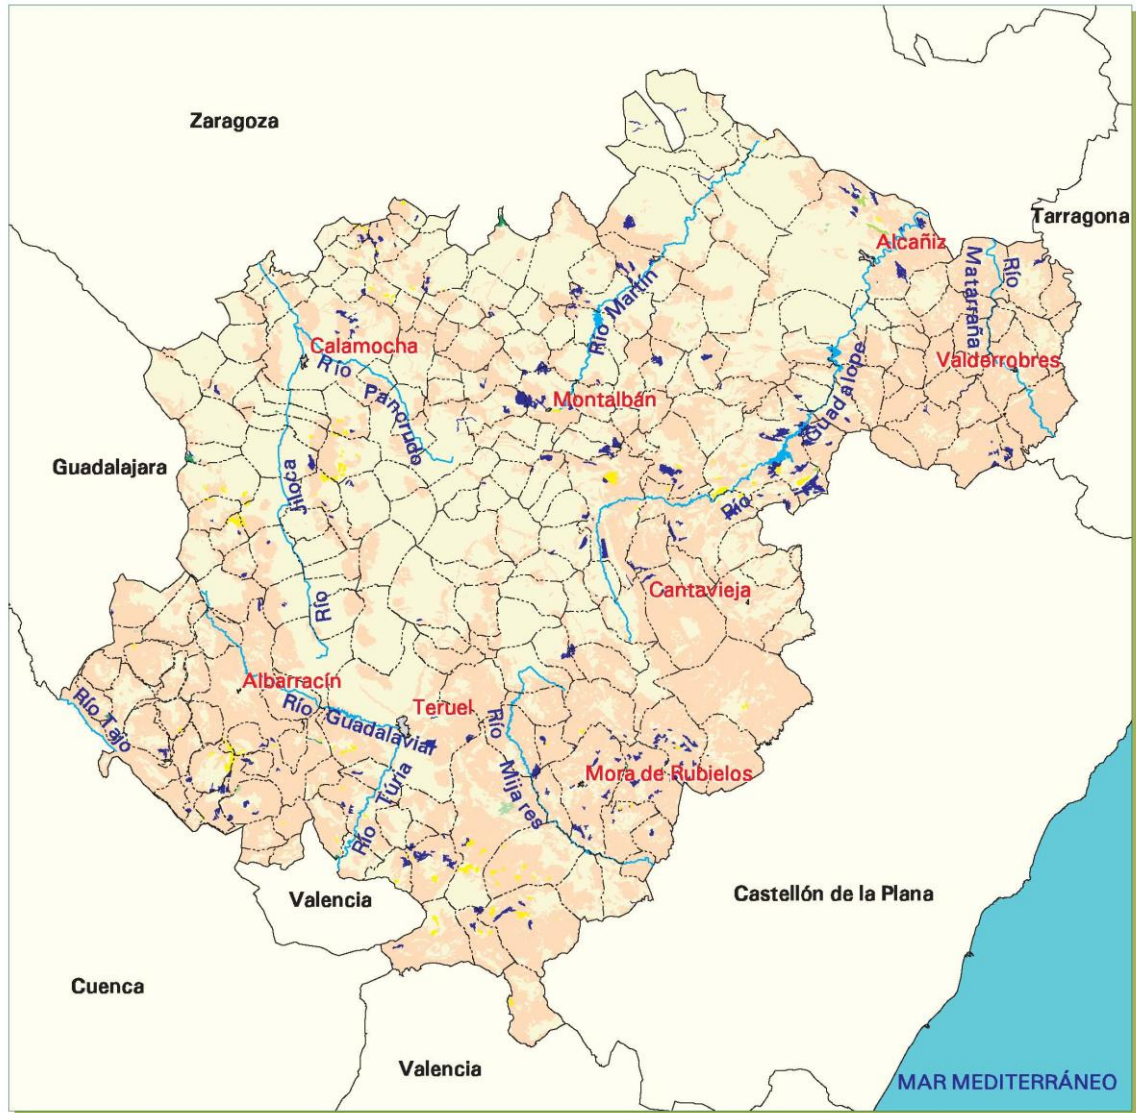 Zaragoza
Tarragona
Alcañiz
Río Martín
Río
Matarraña
Calamocha
Río Pancrudo
Valderrobres
Montalbán
Río Guadalope
Guadalajara
Río Jiloca
Cantavieja
Albarracín
Río Tajo
Río Guadalaviar
Teruel
Río Mijares
Río Turia
Mora de Rubielos
Valencia
Castellón de la Plana
Cuenca
Valencia
MAR MEDITERRÁNEO